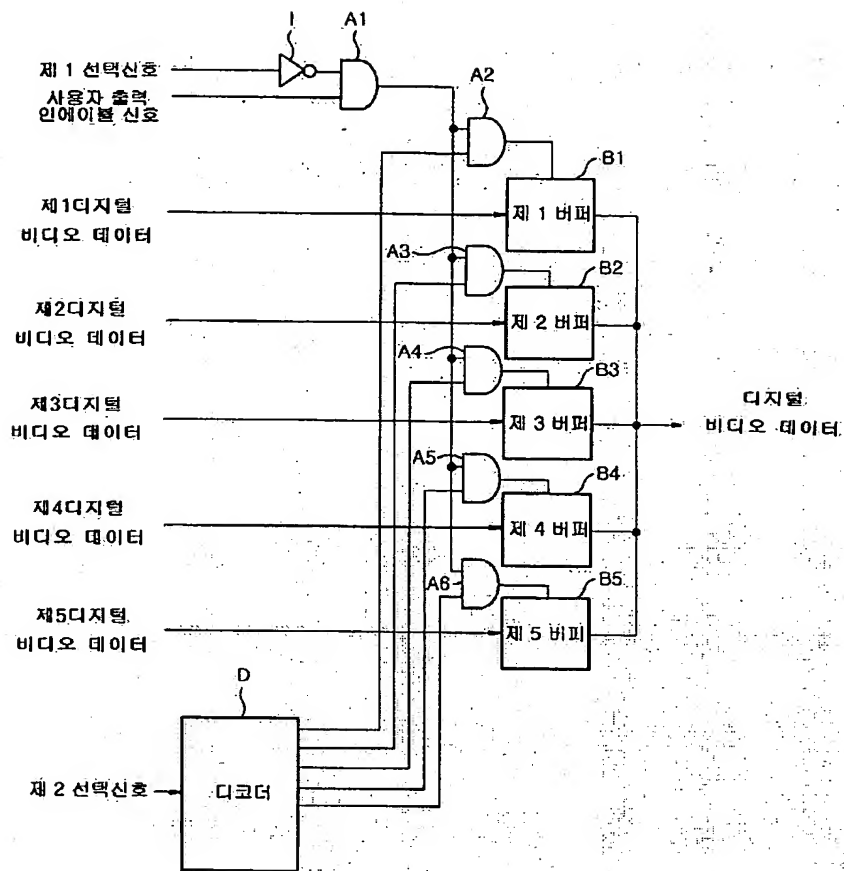 I
A1
제 1 선택신호
사용자 출력
인에이블 신호
A2
B1
제1디지털
비디오 데이터
제 1 버퍼
A3
B2
제2디지털
비디오 데이터
제 2 버퍼
A4
B3
제3디지털
비디오 데이터
제 3 버퍼
디지털
비디오 데이터
A5
B4
제4디지털
비디오 데이터
제 4 버퍼
A6
B5
제5디지털
비디오 데이터
제 5 버퍼
D
제 2 선택신호
디코더